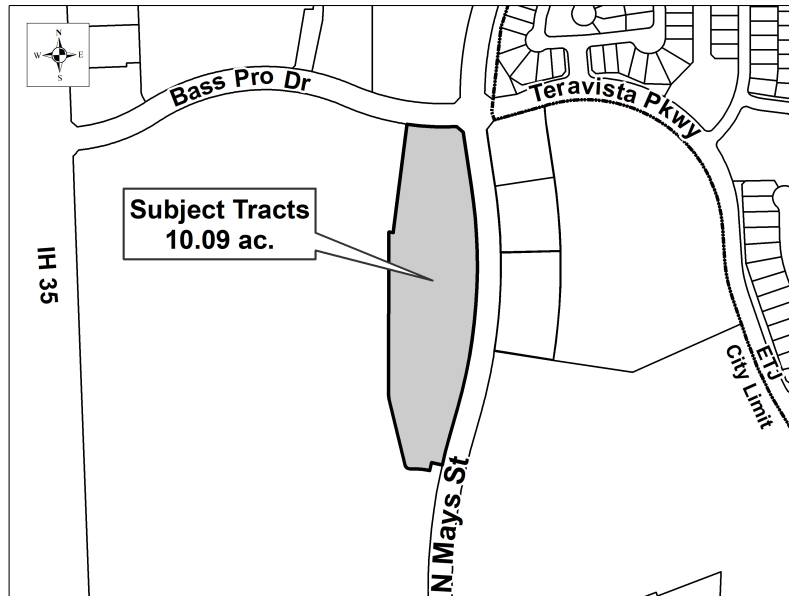 N
W E
S
Bass Pro Dr
Teravista Pkwy
Subject Tracts
10.09 ac.
IH 35
ETJ
City Limit
N Mays St